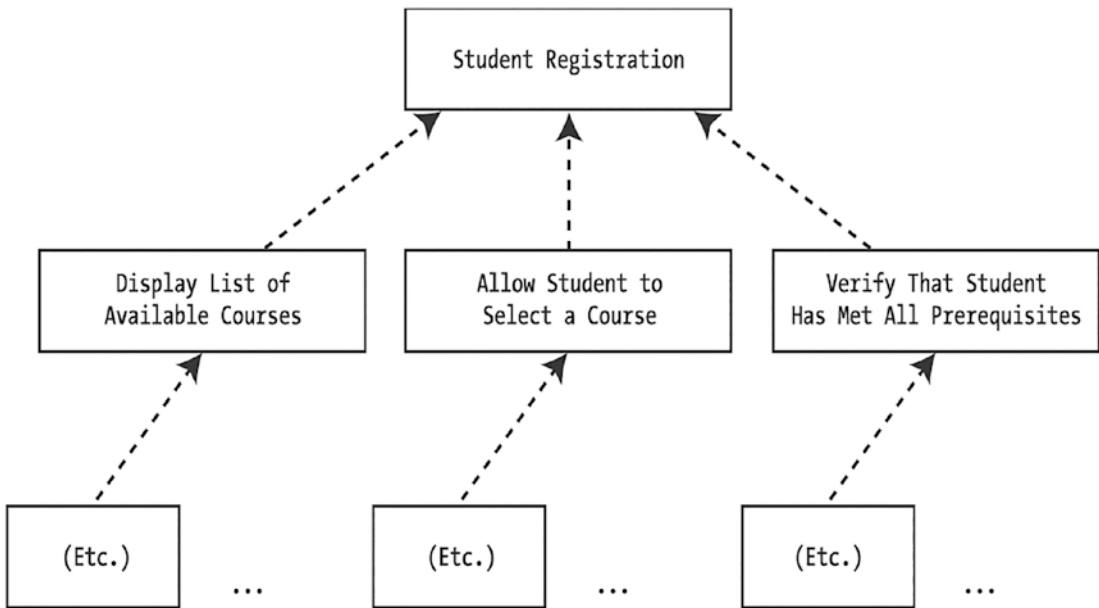 Student Registration
Display List of
Available Courses
Allow Student to
Select a Course
Verify That Student
Has Met All Prerequisites
(Etc.)
...
(Etc.)
...
(Etc.)
...